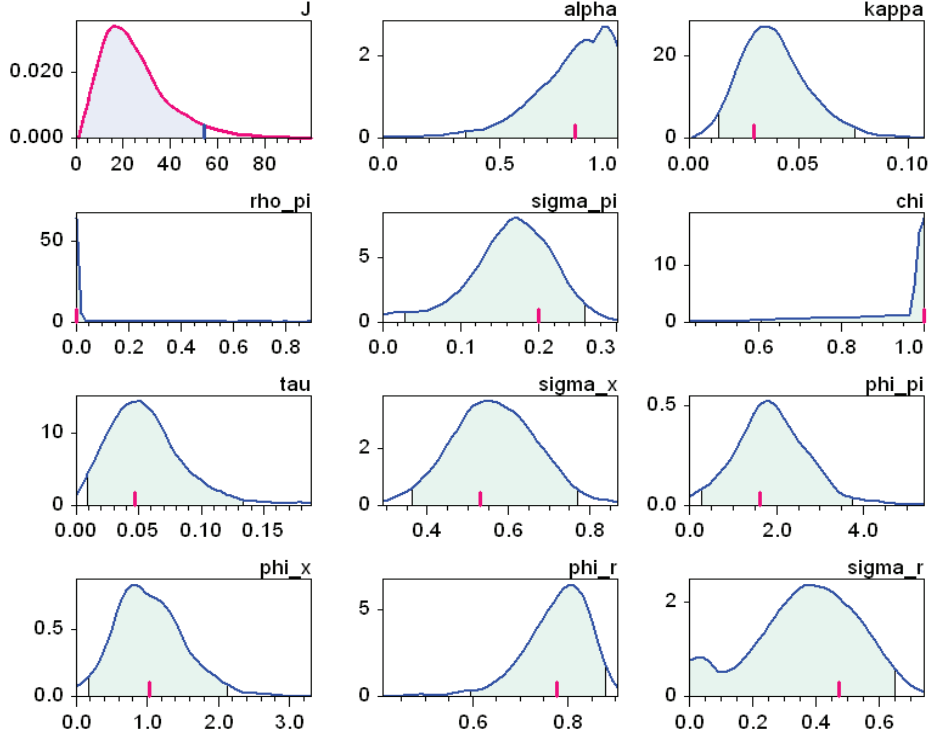 J alpha kappa
0.020 2 20
0.000 0 0
0 20 40 60 80 0.0 0.5 1.0 0.00 0.05 0.10
rho_pi sigma_pi chi
50 5 10
0 0 0
0.0 0.2 0.4 0.6 0.8 0.0 0.1 0.2 0.3 0.6 0.8 1.0
tau sigma_x phi_pi
10 2 0.5
0 0 0.0
0.00 0.05 0.10 0.15 0.4 0.6 0.8 0.0 2.0 4.0
phi_x phi_r sigma_r
0.5 5 2
0.0 0 0
0.0 1.0 2.0 3.0 0.6 0.8 0.0 0.2 0.4 0.6